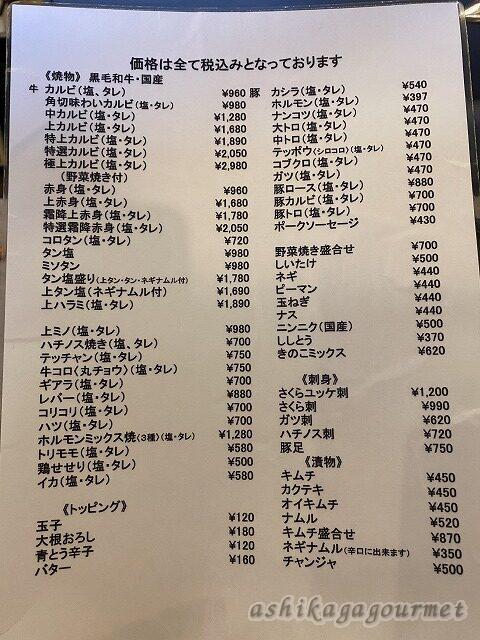 価格は全て税込みとなっております
《焼物》 黒毛和牛・国産
牛 カルビ(塩、タレ) ¥960
角切味わいカルビ(塩・タレ) ¥980
中カルビ(塩・タレ) ¥1,280
上カルビ(塩・タレ) ¥1,680
特上カルビ(塩・タレ) ¥1,890
特選カルビ(塩・タレ) ¥2,050
極上カルビ(塩・タレ) ¥2,980
(野菜焼き付)
赤身(塩・タレ) ¥960
上赤身(塩・タレ) ¥1,680
霜降上赤身(塩・タレ) ¥1,780
特選霜降赤身(塩・タレ) ¥2,050
コロタン(塩・タレ) ¥720
タン塩 ¥980
ミソタン ¥980
タン塩盛り(上タン・タン・ネギナムル付) ¥1,780
上タン塩(ネギナムル付) ¥1,690
上ハラミ(塩・タレ) ¥1,890
上ミノ(塩・タレ) ¥980
ハチノス焼き(塩、タレ) ¥700
テッチャン(塩・タレ) ¥750
牛コロ(丸チョウ)(塩・タレ) ¥750
ギアラ(塩・タレ) ¥700
レバー(塩・タレ) ¥880
コリコリ(塩・タレ) ¥700
ハツ(塩・タレ) ¥700
ホルモンミックス焼(3種)(塩・タレ) ¥1,280
トリモモ(塩・タレ) ¥580
鶏せせり(塩・タレ) ¥500
イカ(塩・タレ) ¥580
《トッピング》
玉子 ¥120
大根おろし ¥180
青とう辛子 ¥120
バター ¥160
豚 カシラ(塩・タレ) ¥540
ホルモン(塩・タレ) ¥397
ナンコツ(塩・タレ) ¥470
大トロ(塩・タレ) ¥470
中トロ(塩・タレ) ¥470
テッポウ(シロコロ)(塩・タレ) ¥470
コブクロ(塩・タレ) ¥470
ガツ(塩・タレ) ¥470
豚ロース(塩・タレ) ¥880
豚カルビ(塩・タレ) ¥700
豚トロ(塩・タレ) ¥700
ポークソーセージ ¥430
野菜焼き盛合せ ¥700
しいたけ ¥500
ネギ ¥440
ピーマン ¥440
玉ねぎ ¥440
ナス ¥440
ニンニク(国産) ¥500
ししとう ¥370
きのこミックス ¥620
《刺身》
さくらユッケ刺 ¥1,200
さくら刺 ¥990
ガツ刺 ¥620
ハチノス刺 ¥720
豚足 ¥750
《漬物》
キムチ ¥450
カクテキ ¥450
オイキムチ ¥450
ナムル ¥520
キムチ盛合せ ¥870
ネギナムル(辛口に出来ます) ¥350
チャンジャ ¥500
ashikagagourmet